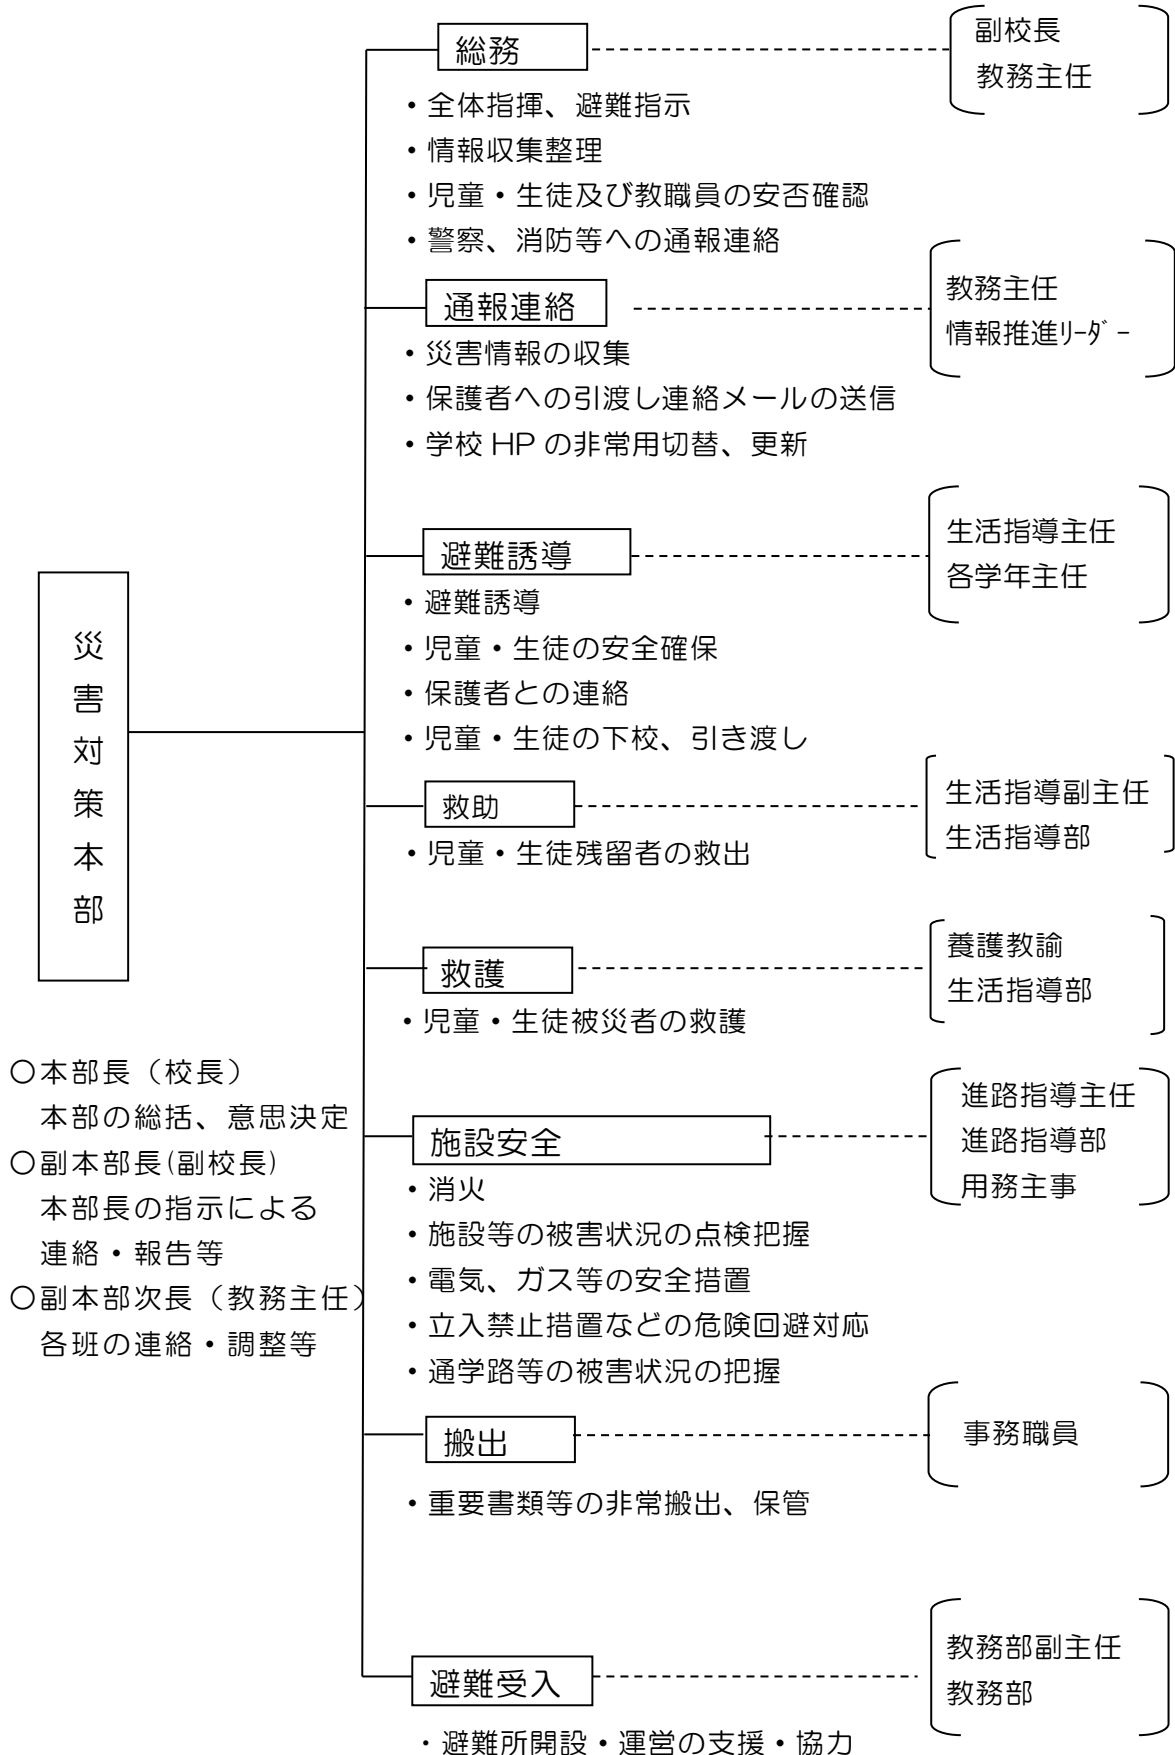 総務
副校長
教務主任
・全体指揮、避難指示
・情報収集整理
・児童・生徒及び教職員の安否確認
・警察、消防等への通報連絡
通報連絡
教務主任
情報推進ﾘｰﾀﾞｰ
・災害情報の収集
・保護者への引渡し連絡メールの送信
・学校 HP の非常用切替、更新
避難誘導
生活指導主任
各学年主任
・避難誘導
・児童・生徒の安全確保
・保護者との連絡
・児童・生徒の下校、引き渡し
災害対策本部
救助
生活指導副主任
生活指導部
・児童・生徒残留者の救出
救護
養護教諭
生活指導部
・児童・生徒被災者の救護
〇本部長（校長）
本部の総括、意思決定
〇副本部長(副校長)
本部長の指示による
連絡・報告等
〇副本部次長（教務主任）
各班の連絡・調整等
施設安全
進路指導主任
進路指導部
用務主事
・消火
・施設等の被害状況の点検把握
・電気、ガス等の安全措置
・立入禁止措置などの危険回避対応
・通学路等の被害状況の把握
搬出
事務職員
・重要書類等の非常搬出、保管
避難受入
教務部副主任
教務部
・避難所開設・運営の支援・協力